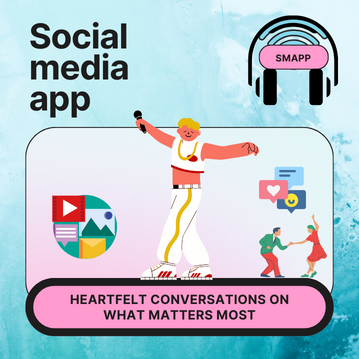 Social
media
app
SMAPP
HEARTFELT CONVERSATIONS ON
WHAT MATTERS MOST